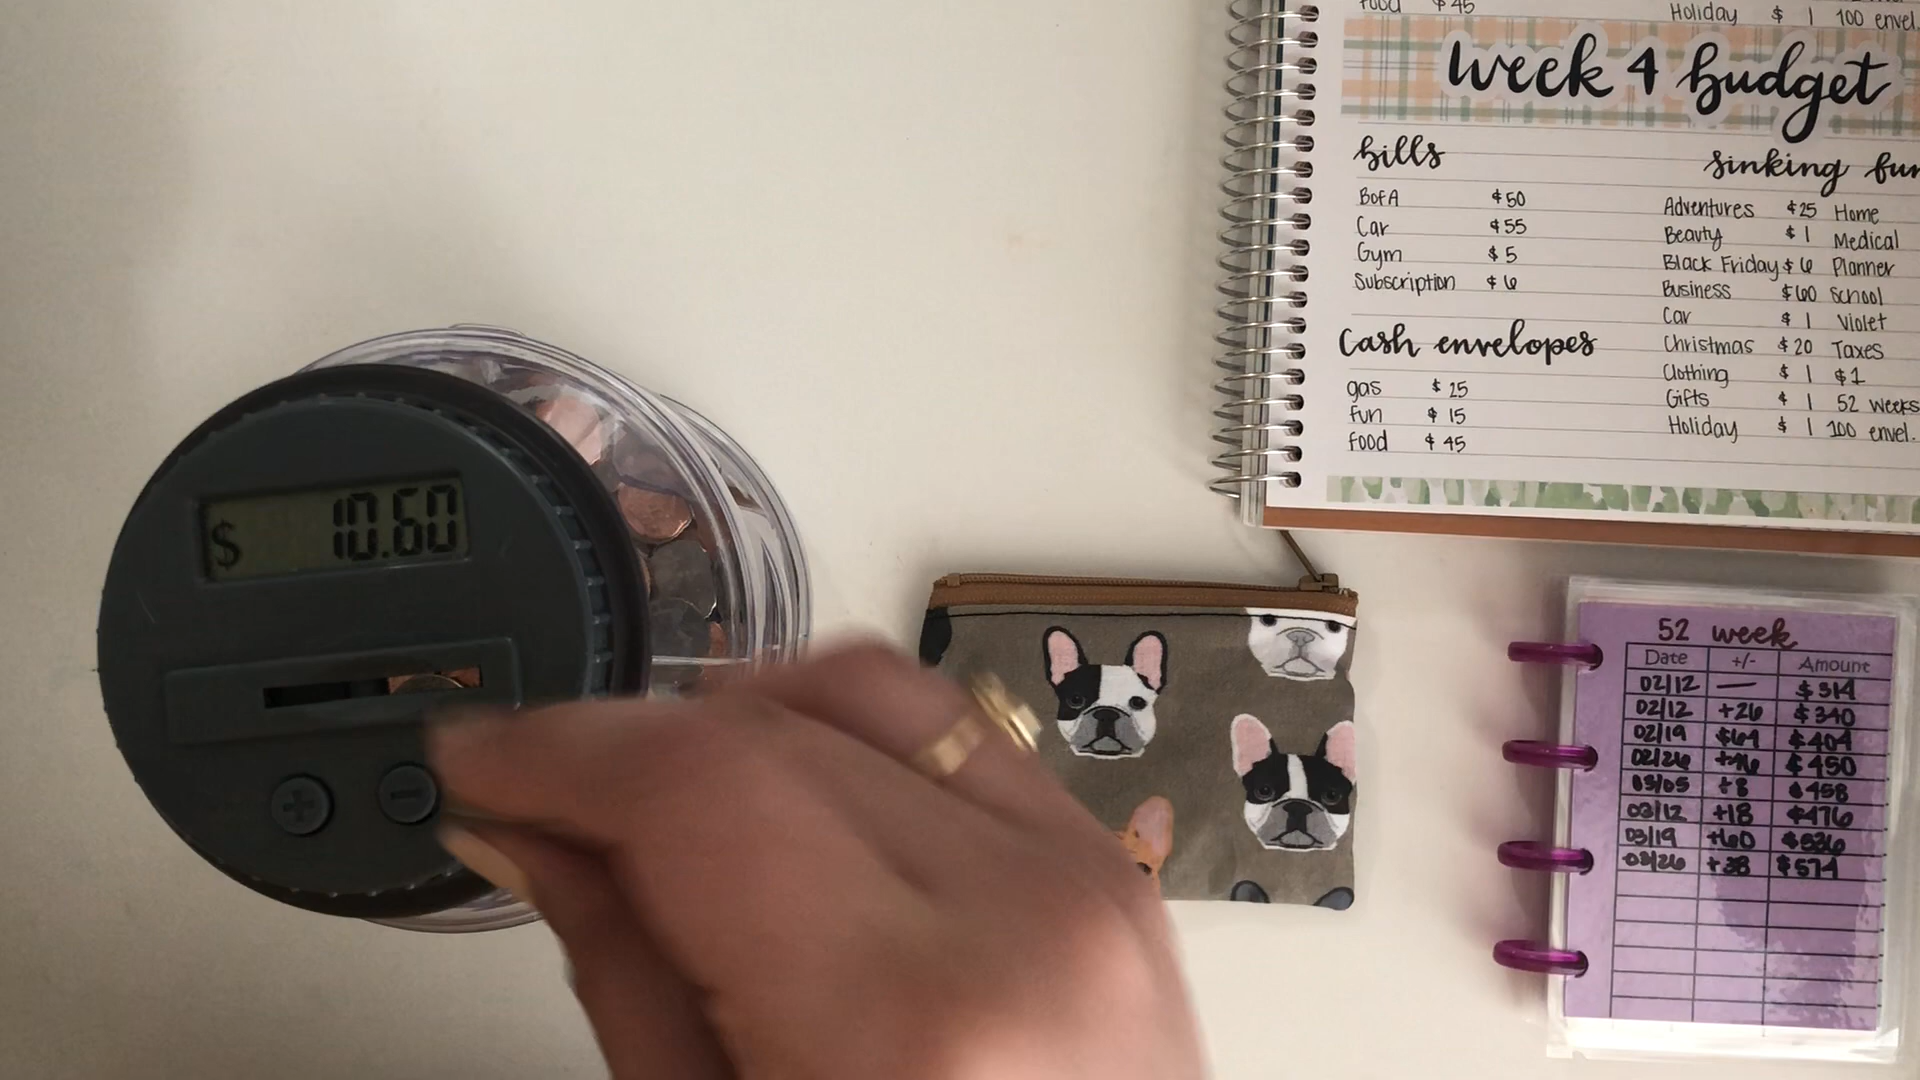 $ 10.60
food $45
Holiday $ 1 100 envel.
Week 4 budget
bills
BofA $50
Car $55
Gym $5
Subscription $6
Cash envelopes
gas $25
fun $15
food $45
sinking fun
Adventures $25 Home
Beauty $1 Medical
Black Friday $6 Planner
Business $60 School
Car $1 Violet
Christmas $20 Taxes
Clothing $1 $1
Gifts $1 52 weeks
Holiday $1 100 envel.
52 week
Date +/- Amount
02/12 — $314
02/12 +26 $340
02/19 $64 $404
02/26 +46 $450
03/05 +8 $458
03/12 +18 $476
03/19 +60 $536
03/26 +38 $574